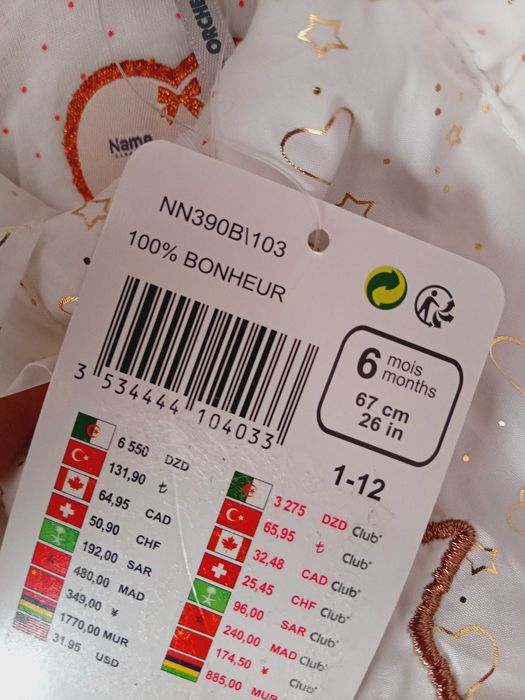 ORCHE
Name
NN390B\103
100% BONHEUR
3 534444 104033
6 mois
months
67 cm
26 in
1-12
6 550 DZD
131,90 ₺
64,95 CAD
50,90 CHF
192,00 SAR
480,00 MAD
349,00 ¥
1770,00 MUR
31.95 USD
3 275 DZD Club*
65,95 ₺ Club*
32,48 CAD Club*
25,45 CHF Club*
96,00 SAR Club*
240,00 MAD Club*
174,50 ¥ Club*
885,00 MUR